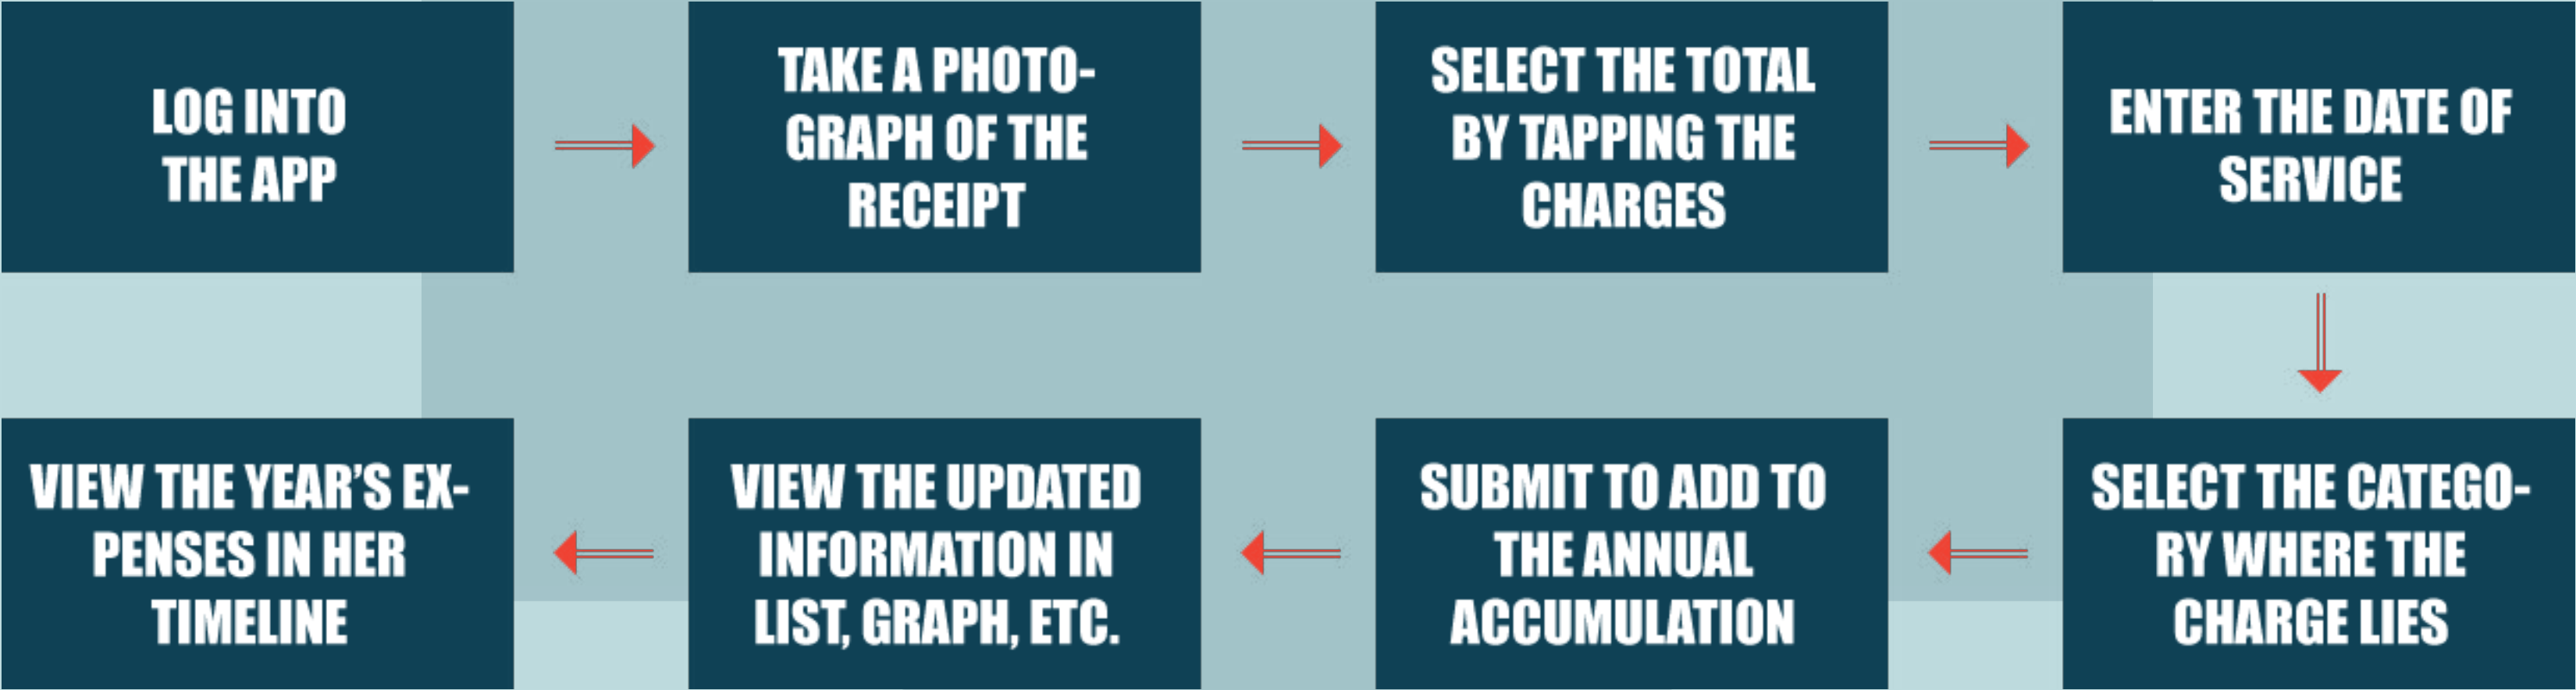 LOG INTO
THE APP
TAKE A PHOTO-
GRAPH OF THE
RECEIPT
SELECT THE TOTAL
BY TAPPING THE
CHARGES
ENTER THE DATE OF
SERVICE
SELECT THE CATEGO-
RY WHERE THE
CHARGE LIES
SUBMIT TO ADD TO
THE ANNUAL
ACCUMULATION
VIEW THE UPDATED
INFORMATION IN
LIST, GRAPH, ETC.
VIEW THE YEAR’S EX-
PENSES IN HER
TIMELINE